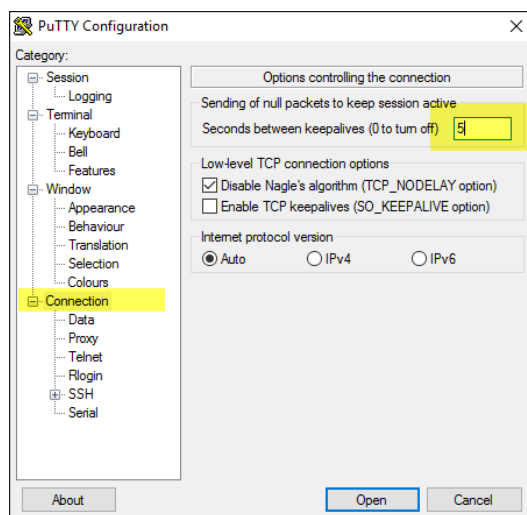 PuTTY Configuration
Category:
Session
Logging
Terminal
Keyboard
Bell
Features
Window
Appearance
Behaviour
Translation
Selection
Colours
Connection
Data
Proxy
Telnet
Rlogin
SSH
Serial
Options controlling the connection
Sending of null packets to keep session active
Seconds between keepalives (0 to turn off) 5
Low-level TCP connection options
Disable Nagle's algorithm (TCP_NODELAY option)
Enable TCP keepalives (SO_KEEPALIVE option)
Internet protocol version
Auto IPv4 IPv6
About Open Cancel